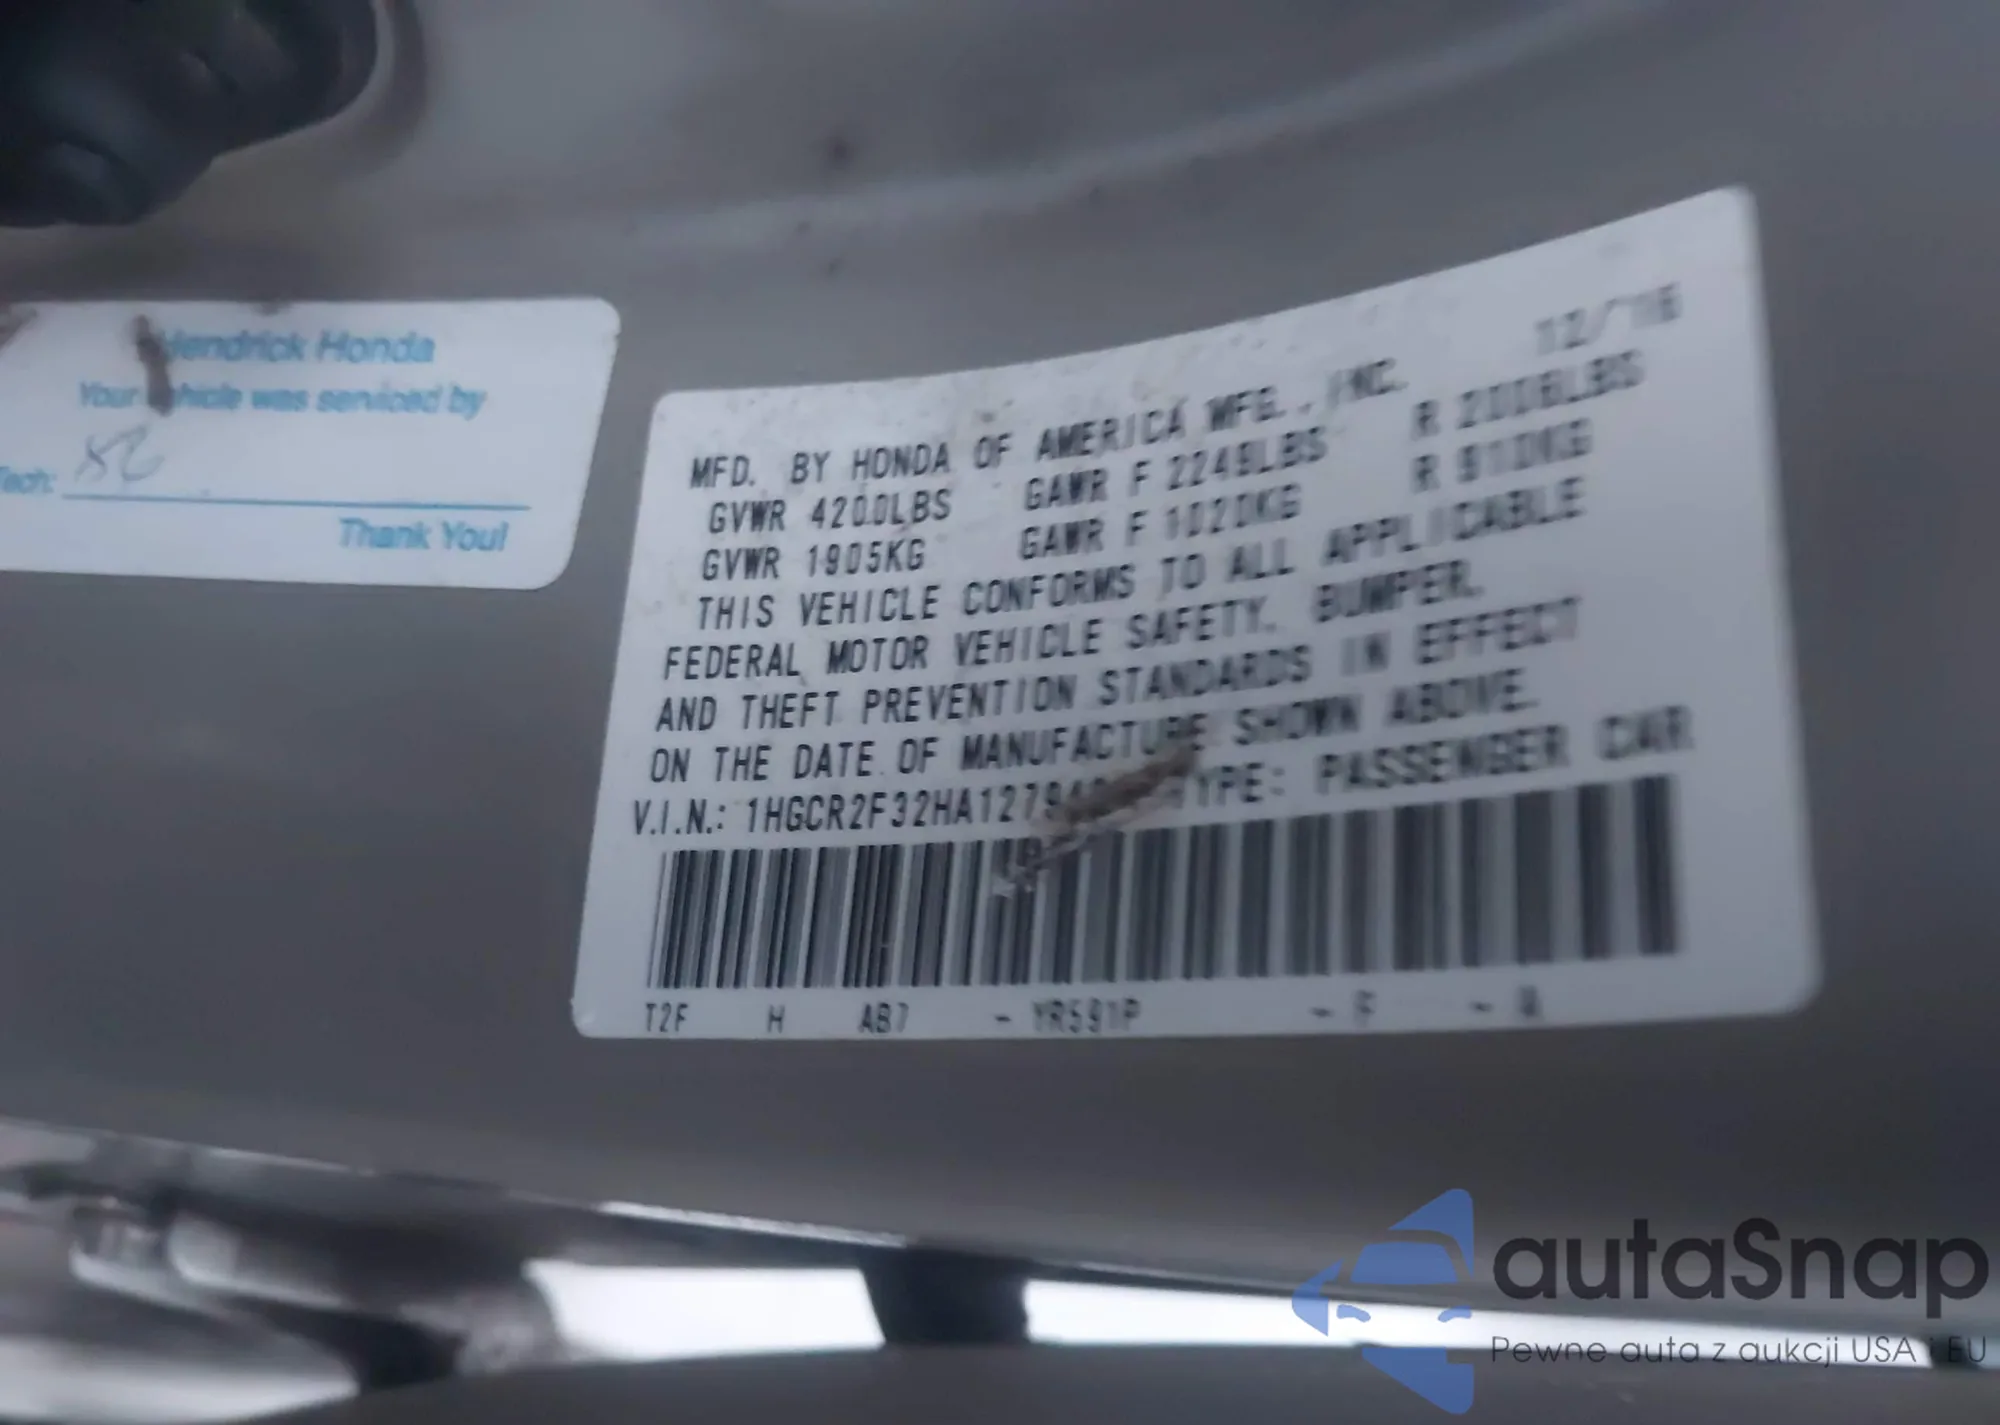 Hendrick Honda
Your vehicle was serviced by
Tech:
Thank You!
12/16
MFD. BY HONDA OF AMERICA MFG., INC.
GVWR 4200LBS GAWR F 2249LBS R 2006LBS
GVWR 1905KG GAWR F 1020KG R 910KG
THIS VEHICLE CONFORMS TO ALL APPLICABLE
FEDERAL MOTOR VEHICLE SAFETY, BUMPER,
AND THEFT PREVENTION STANDARDS IN EFFECT
ON THE DATE OF MANUFACTURE SHOWN ABOVE.
V.I.N.: TYPE: PASSENGER CAR
T2F H AB7 - YR591P - F - A
autaSnap
Pewne auta z aukcji USA i EU